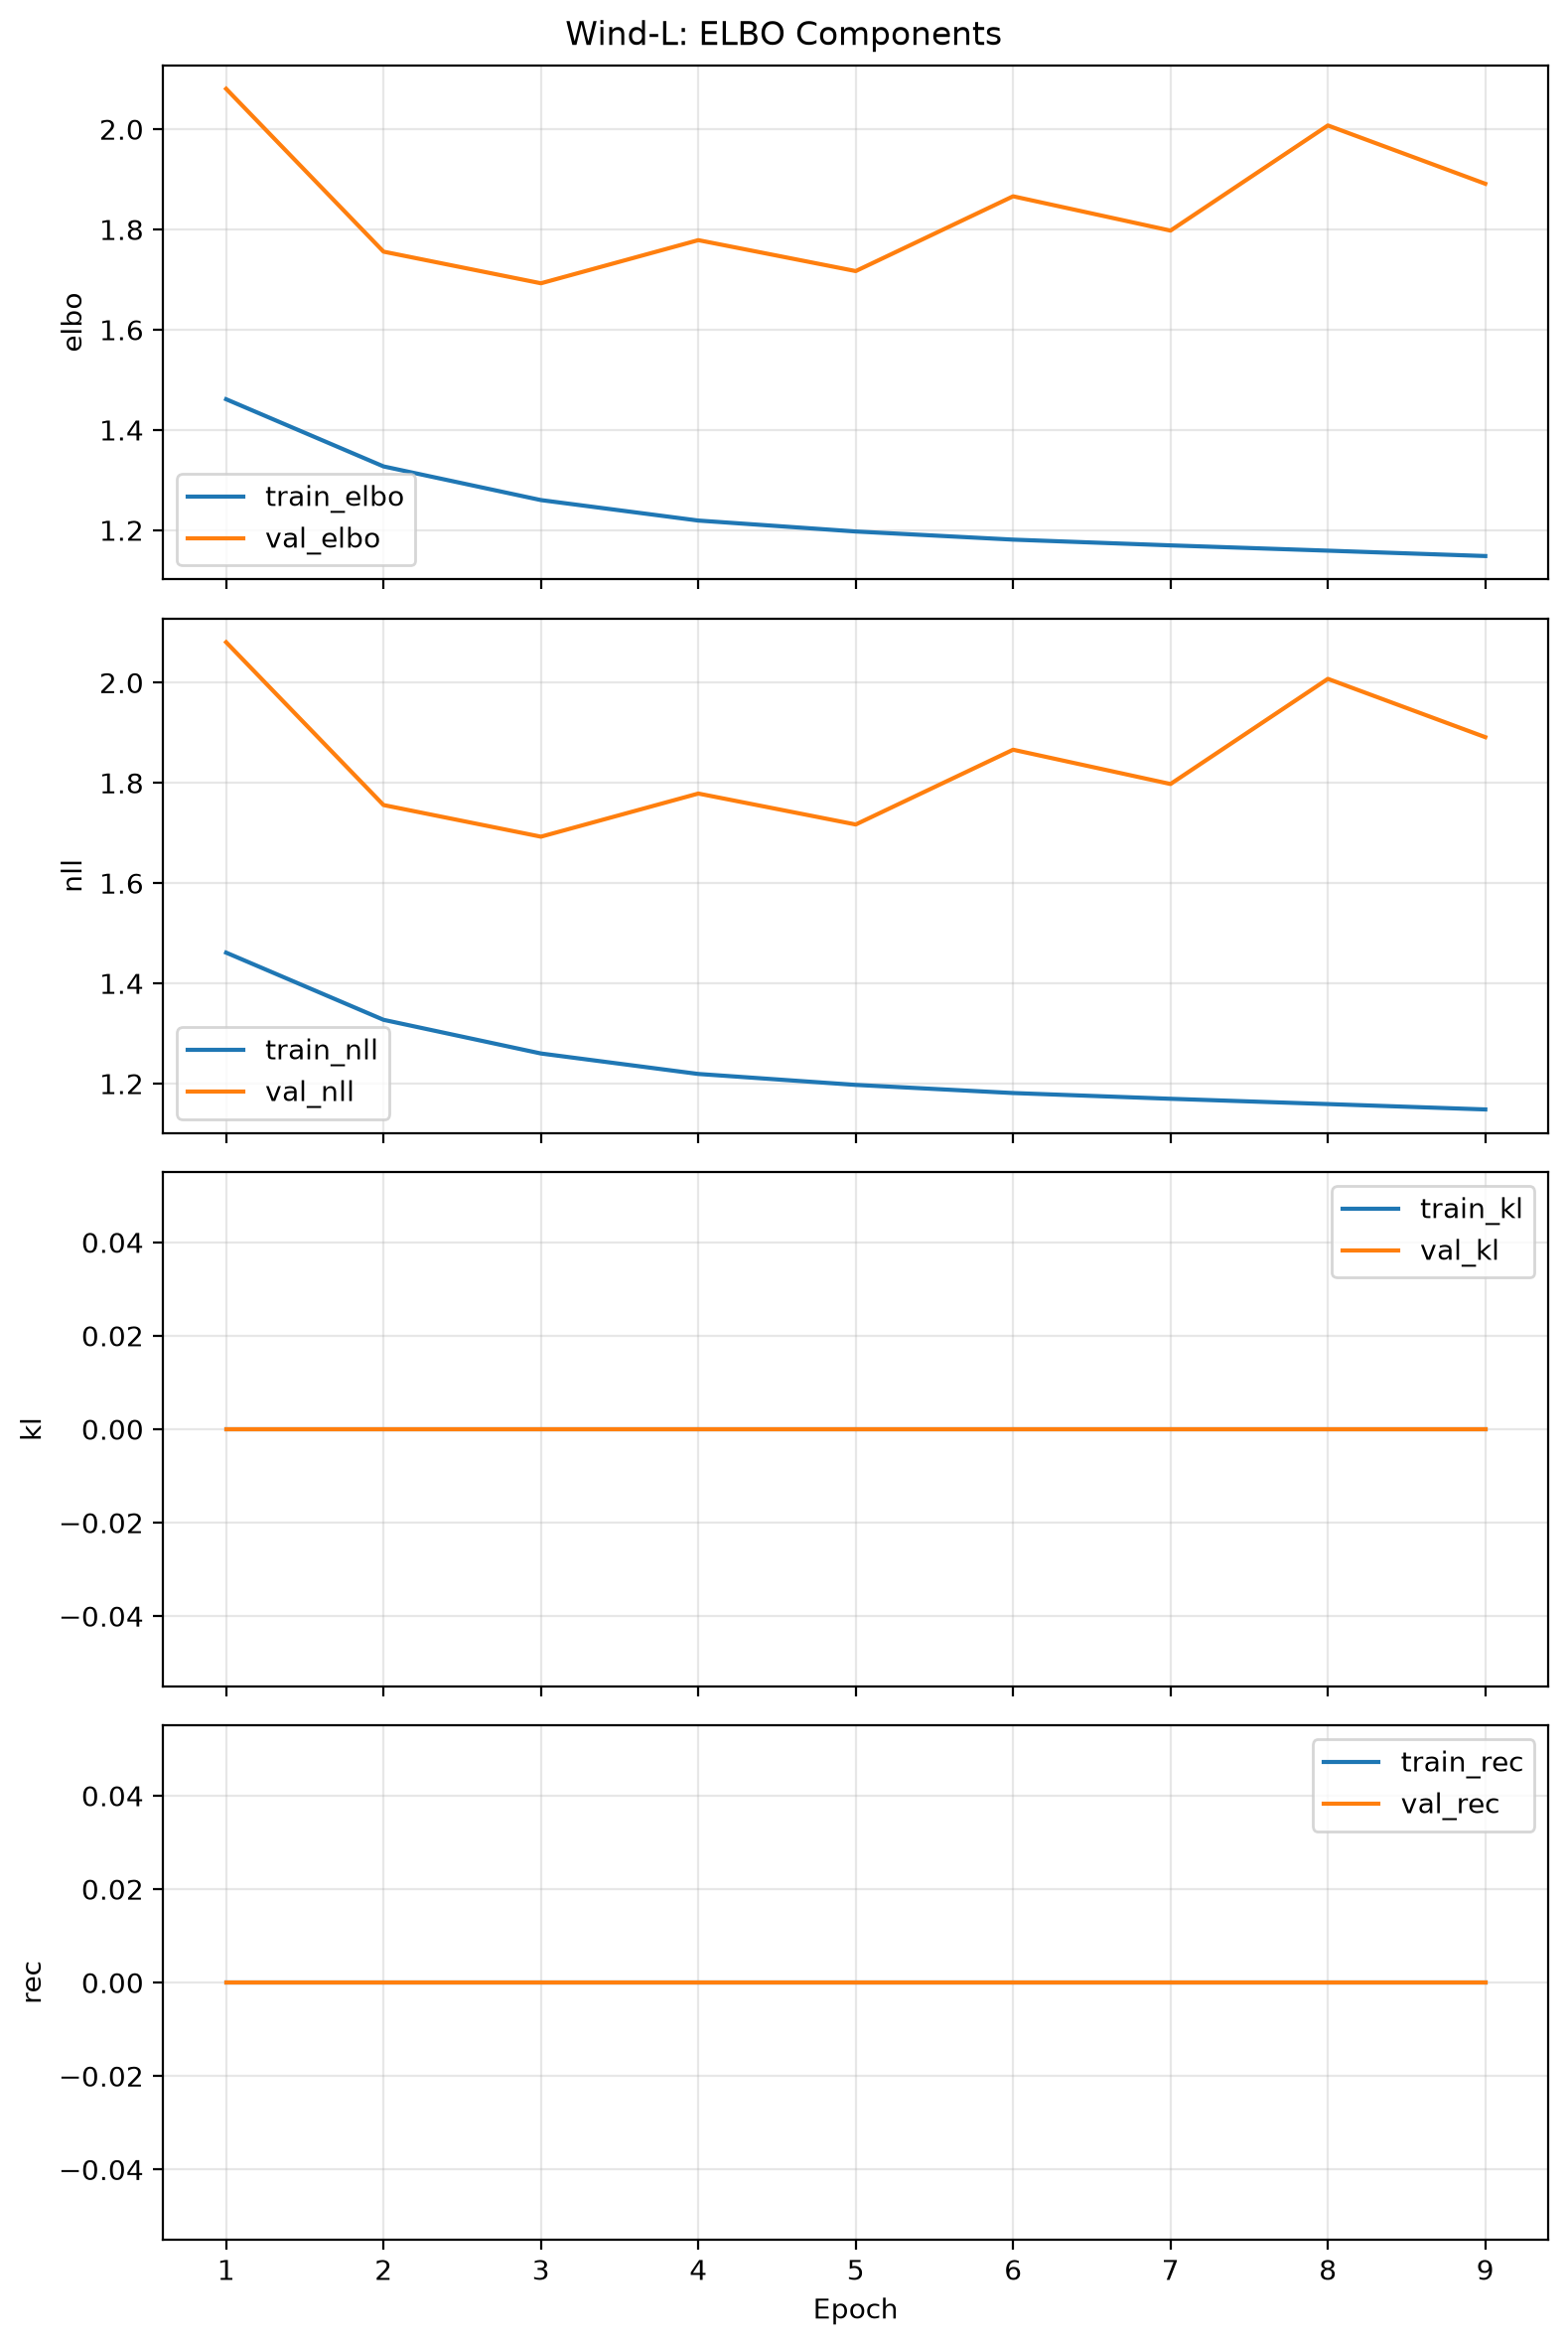 Wind-L: ELBO Components
2.0
1.8
1.6
1.4
1.2
elbo
train_elbo
val_elbo
2.0
1.8
1.6
1.4
1.2
nll
train_nll
val_nll
0.04
0.02
0.00
−0.02
−0.04
kl
train_kl
val_kl
0.04
0.02
0.00
−0.02
−0.04
rec
train_rec
val_rec
1 2 3 4 5 6 7 8 9
Epoch